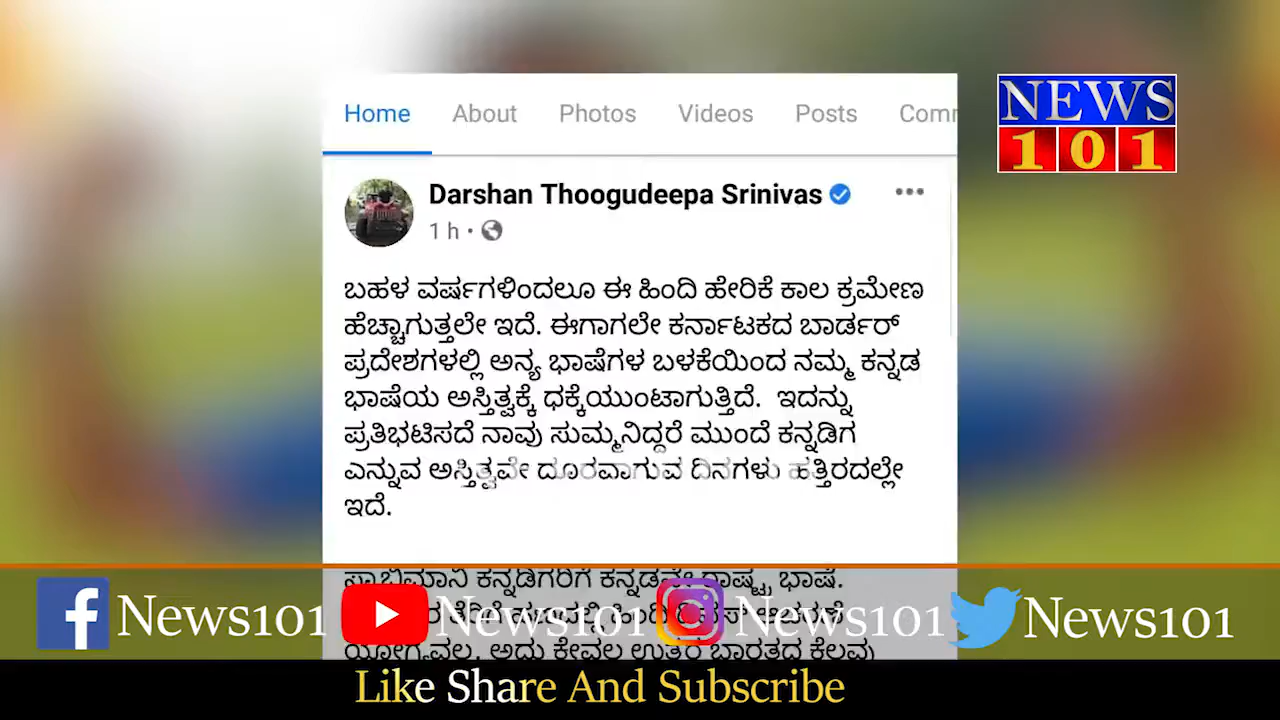 Home About Photos Videos Posts Comm
NEWS
101
Darshan Thoogudeepa Srinivas
1 h
ಬಹಳ ವರ್ಷಗಳಿಂದಲೂ ಈ ಹಿಂದಿ ಹೇರಿಕೆ ಕಾಲ ಕ್ರಮೇಣ
ಹೆಚ್ಚಾಗುತ್ತಲೇ ಇದೆ. ಈಗಾಗಲೇ ಕರ್ನಾಟಕದ ಬಾರ್ಡರ್
ಪ್ರದೇಶಗಳಲ್ಲಿ ಅನ್ಯ ಭಾಷೆಗಳ ಬಳಕೆಯಿಂದ ನಮ್ಮ ಕನ್ನಡ
ಭಾಷೆಯ ಅಸ್ತಿತ್ವಕ್ಕೆ ಧಕ್ಕೆಯುಂಟಾಗುತ್ತಿದೆ. ಇದನ್ನು
ಪ್ರತಿಭಟಿಸದೆ ನಾವು ಸುಮ್ಮನಿದ್ದರೆ ಮುಂದೆ ಕನ್ನಡಿಗ
ಎನ್ನುವ ಅಸ್ತಿತ್ವವೇ ದೂರವಾಗುವ ದಿನಗಳು ಹತ್ತಿರದಲ್ಲೇ
ಇದೆ.
ಸ್ವಾಭಿಮಾನಿ ಕನ್ನಡಿಗರಿಗೆ ಕನ್ನಡವೇ ರಾಷ್ಟ್ರ ಭಾಷೆ.
ಹಿಂದಿ
ಯೋಗ್ಯವಲ್ಲ. ಅದು ಕೇವಲ ಉತ್ತರ ಭಾರತದ ಕೆಲವು
News101 News101 News101 News101
Like Share And Subscribe